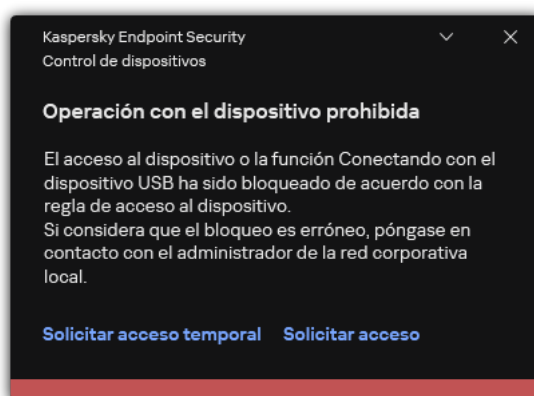 Kaspersky Endpoint Security
Control de dispositivos
Operación con el dispositivo prohibida
El acceso al dispositivo o la función Conectando con el
dispositivo USB ha sido bloqueado de acuerdo con la
regla de acceso al dispositivo.
Si considera que el bloqueo es erróneo, póngase en
contacto con el administrador de la red corporativa
local.
Solicitar acceso temporal Solicitar acceso